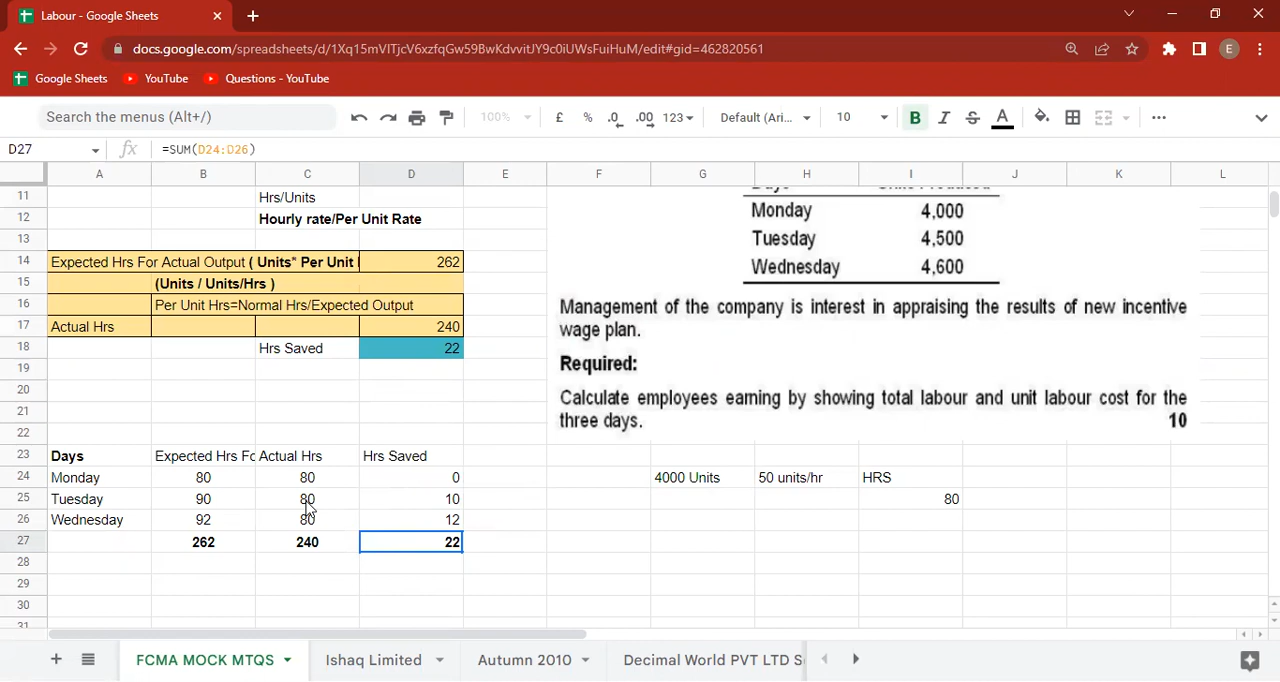 Labour - Google Sheets
docs.google.com/spreadsheets/d/1Xq15mVITjcV6xzfqGw59BwKdvvitJY9c0iUWsFuiHuM/edit#gid=462820561
E
Google Sheets YouTube Questions - YouTube
Search the menus (Alt+/) 100% £ % .0 .00 123 Default (Ari... 10 B I S A
D27 fx =SUM(D24:D26)
A B C D E F G H I J K L
11 Hrs/Units
12 Hourly rate/Per Unit Rate
13
14 Expected Hrs For Actual Output ( Units* Per Unit 262
15 (Units / Units/Hrs )
16 Per Unit Hrs=Normal Hrs/Expected Output
17 Actual Hrs 240
18 Hrs Saved 22
19
20
21
22
23 Days Expected Hrs Fo Actual Hrs Hrs Saved
24 Monday 80 80 0 4000 Units 50 units/hr HRS
25 Tuesday 90 80 10 80
26 Wednesday 92 80 12
27 262 240 22
28
29
30
31
Monday 4,000
Tuesday 4,500
Wednesday 4,600
Management of the company is interest in appraising the results of new incentive
wage plan.
Required:
Calculate employees earning by showing total labour and unit labour cost for the
three days. 10
FCMA MOCK MTQS Ishaq Limited Autumn 2010 Decimal World PVT LTD S